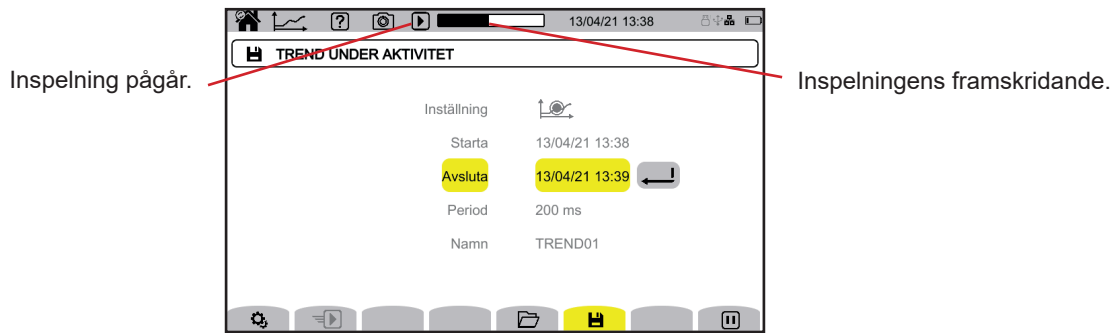 13/04/21 13:38
TREND UNDER AKTIVITET
Inspelning pågår.
Inspelningens framskridande.
Inställning
Starta 13/04/21 13:38
Avsluta 13/04/21 13:39
Period 200 ms
Namn TREND01